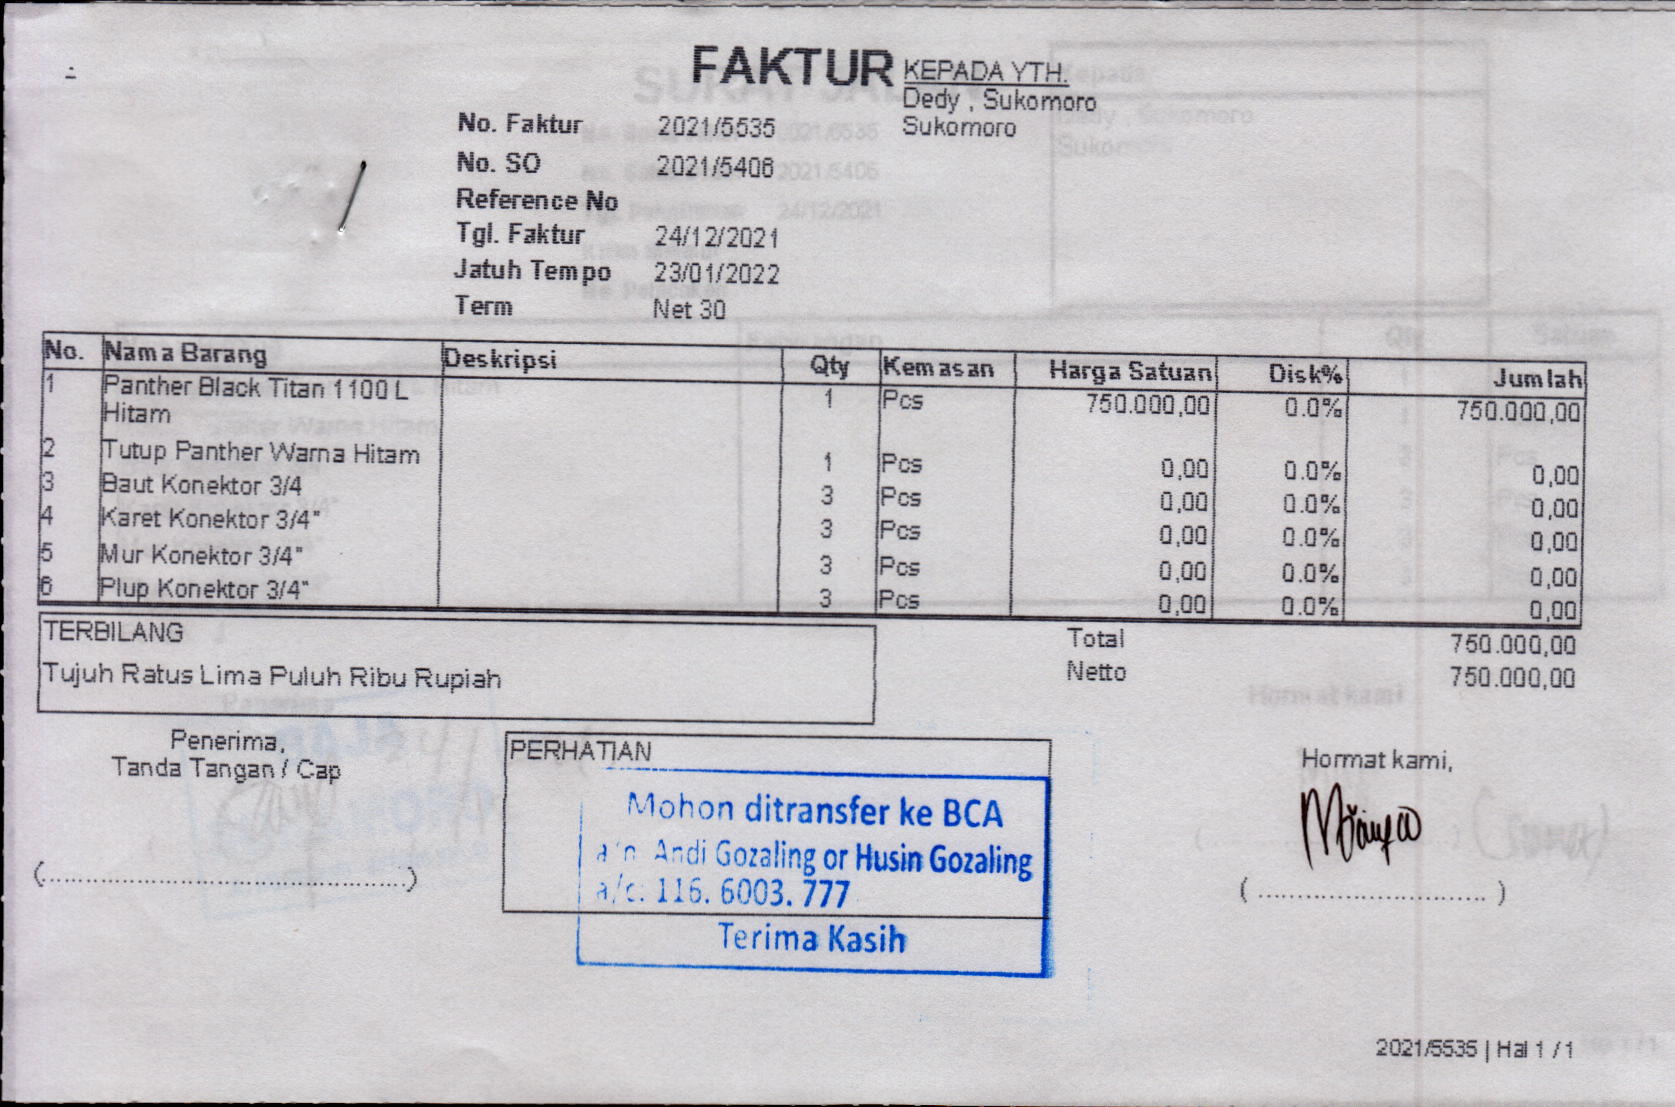 FAKTUR
KEPADA YTH.
Dedy , Sukomoro
Sukomoro
No. Faktur 2021/5535
No. SO 2021/5406
Reference No
Tgl. Faktur 24/12/2021
Jatuh Tempo 23/01/2022
Term Net 30
No. Nama Barang Deskripsi Qty Kemasan Harga Satuan Disk% Jumlah
1 Panther Black Titan 1100 L 1 Pcs 750.000,00 0.0% 750.000,00
Hitam
2 Tutup Panther Warna Hitam 1 Pcs 0,00 0.0% 0,00
3 Baut Konektor 3/4 3 Pcs 0,00 0.0% 0,00
4 Karet Konektor 3/4" 3 Pcs 0,00 0.0% 0,00
5 Mur Konektor 3/4" 3 Pcs 0,00 0.0% 0,00
6 Plup Konektor 3/4" 3 Pcs 0,00 0.0% 0,00
TERBILANG
Tujuh Ratus Lima Puluh Ribu Rupiah
Total 750.000,00
Netto 750.000,00
Penerima,
Tanda Tangan / Cap
(................................................)
PERHATIAN
Mohon ditransfer ke BCA
a/n. Andi Gozaling or Husin Gozaling
a/c. 116. 6003. 777
Terima Kasih
Hormat kami,
( .............................. )
2021/5535 | Hal 1 / 1